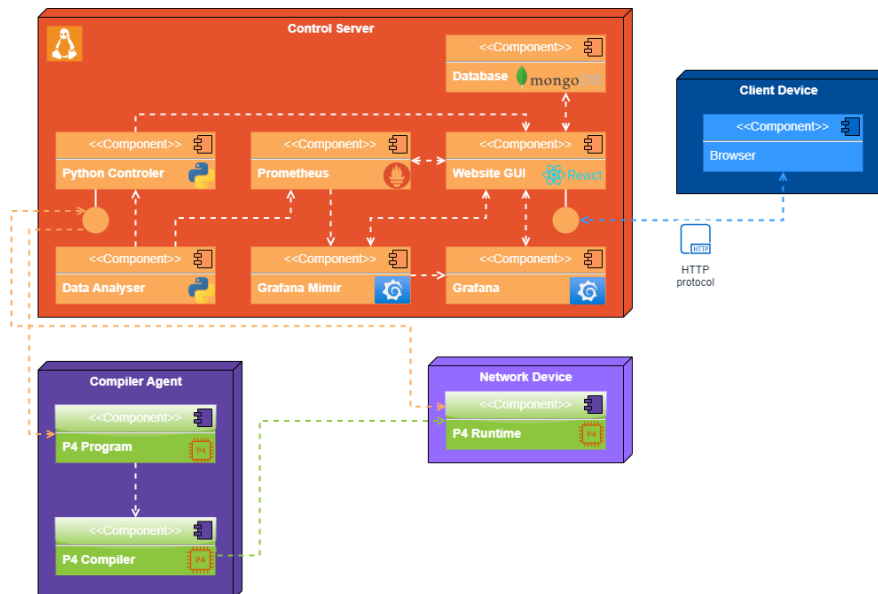 Control Server
<<Component>>
Database
mongoDB
Client Device
<<Component>>
Browser
<<Component>>
Python Controler
<<Component>>
Prometheus
<<Component>>
Website GUI
React
HTTP
HTTP
protocol
<<Component>>
Data Analyser
<<Component>>
Grafana Mimir
<<Component>>
Grafana
Compiler Agent
<<Component>>
P4 Program
P4
<<Component>>
P4 Compiler
P4
Network Device
<<Component>>
P4 Runtime
P4